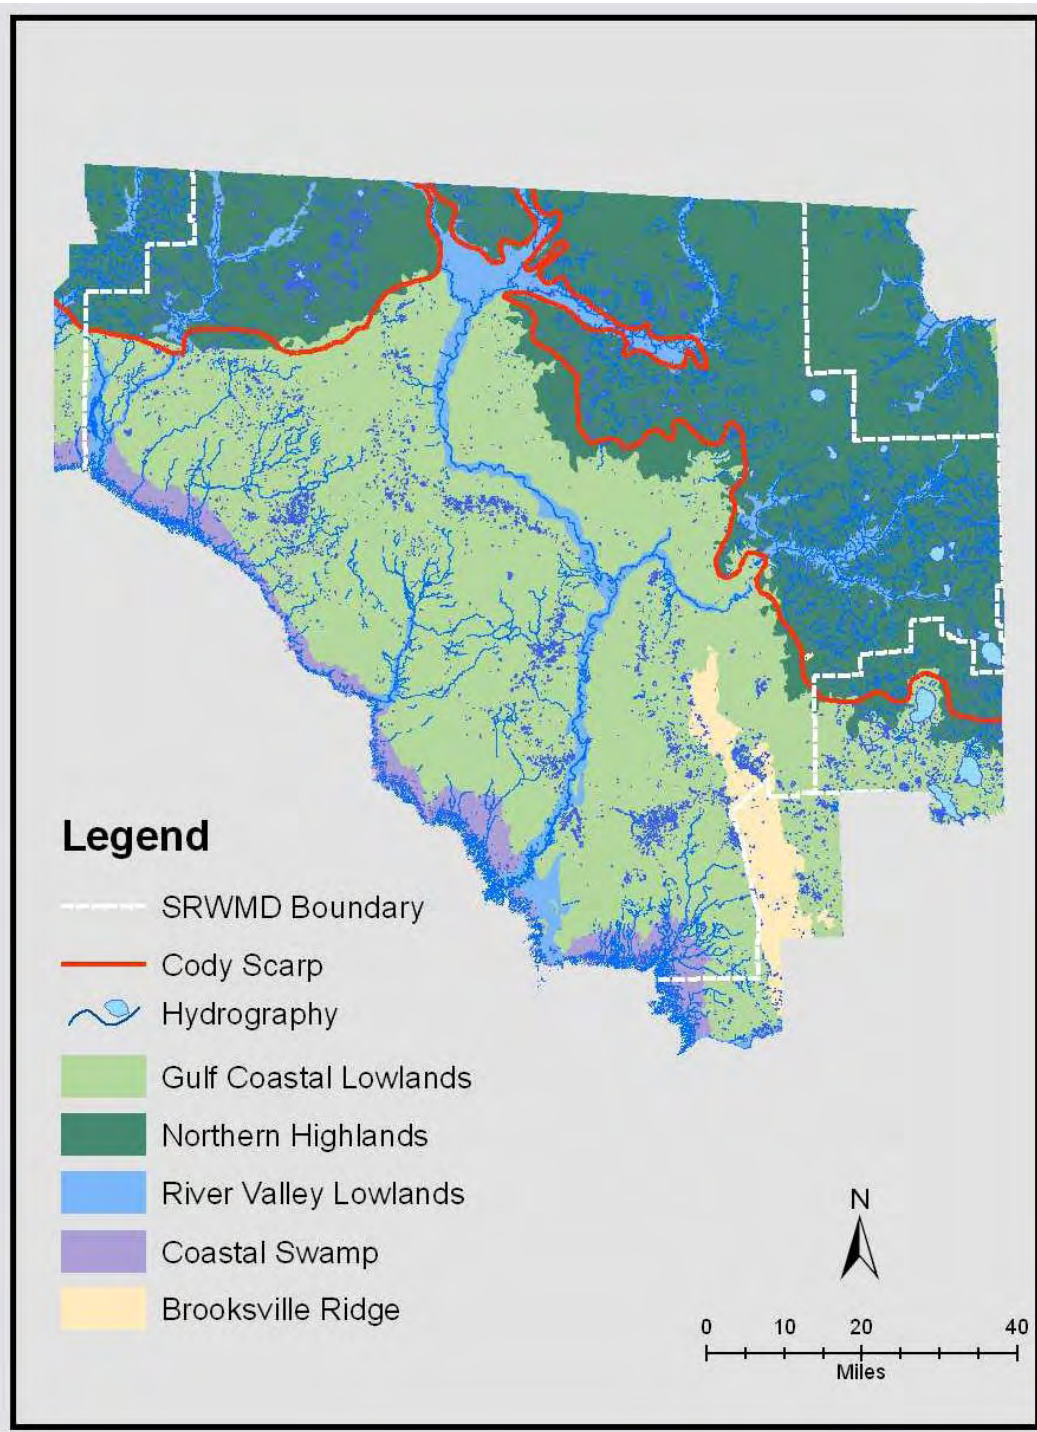 Legend
SRWMD Boundary
Cody Scarp
Hydrography
Gulf Coastal Lowlands
Northern Highlands
River Valley Lowlands
Coastal Swamp
Brooksville Ridge
N
0 10 20 40
Miles